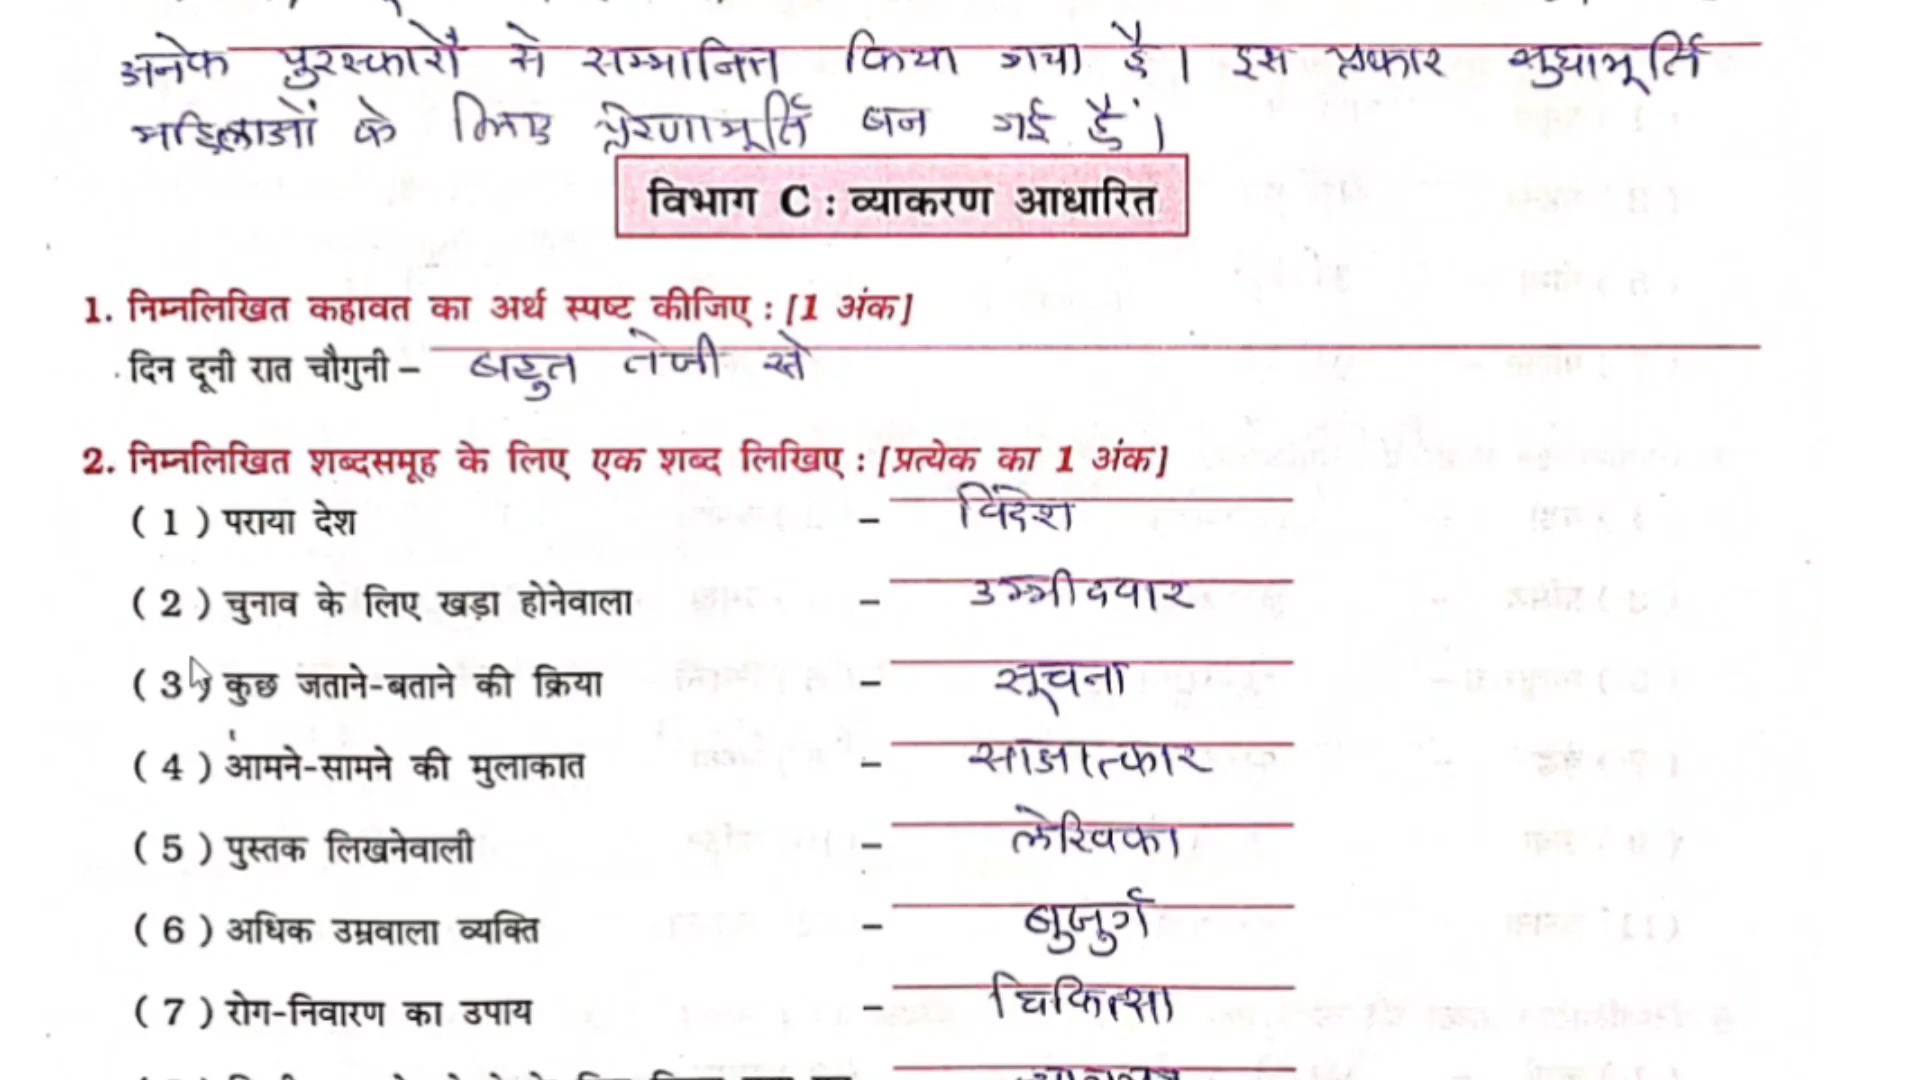 अनेक पुरस्कारों से सम्मानित किया गया है। इस प्रकार सुधामूर्ति
महिलाओं के लिए प्रेरणामूर्ति बन गई हैं।
विभाग C : व्याकरण आधारित
1. निम्नलिखित कहावत का अर्थ स्पष्ट कीजिए : [1 अंक]
दिन दूनी रात चौगुनी – बहुत तेजी से
2. निम्नलिखित शब्दसमूह के लिए एक शब्द लिखिए : [प्रत्येक का 1 अंक]
( 1 ) पराया देश – विदेश
( 2 ) चुनाव के लिए खड़ा होनेवाला – उम्मीदवार
( 3 ) कुछ जताने-बताने की क्रिया – सूचना
( 4 ) आमने-सामने की मुलाकात – साक्षात्कार
( 5 ) पुस्तक लिखनेवाली – लेखिका
( 6 ) अधिक उम्रवाला व्यक्ति – बुजुर्ग
( 7 ) रोग-निवारण का उपाय – चिकित्सा